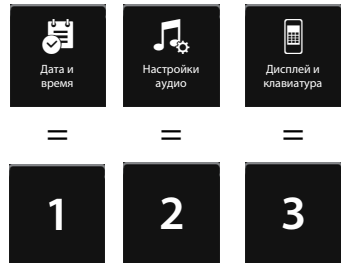 Дата и
время
Настройки
аудио
Дисплей и
клавиатура
= = =
1 2 3